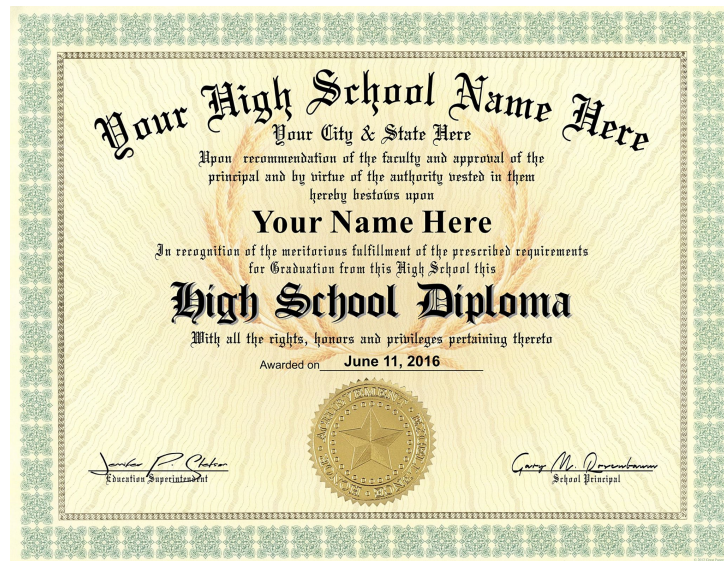 Your High School Name Here
Your City & State Here
Upon recommendation of the faculty and approval of the
principal and by virtue of the authority vested in them
hereby bestows upon
Your Name Here
In recognition of the meritorious fulfillment of the prescribed requirements
for Graduation from this High School this
High School Diploma
With all the rights, honors and privileges pertaining thereto
Awarded on June 11, 2016
Education Superintendent
School Principal